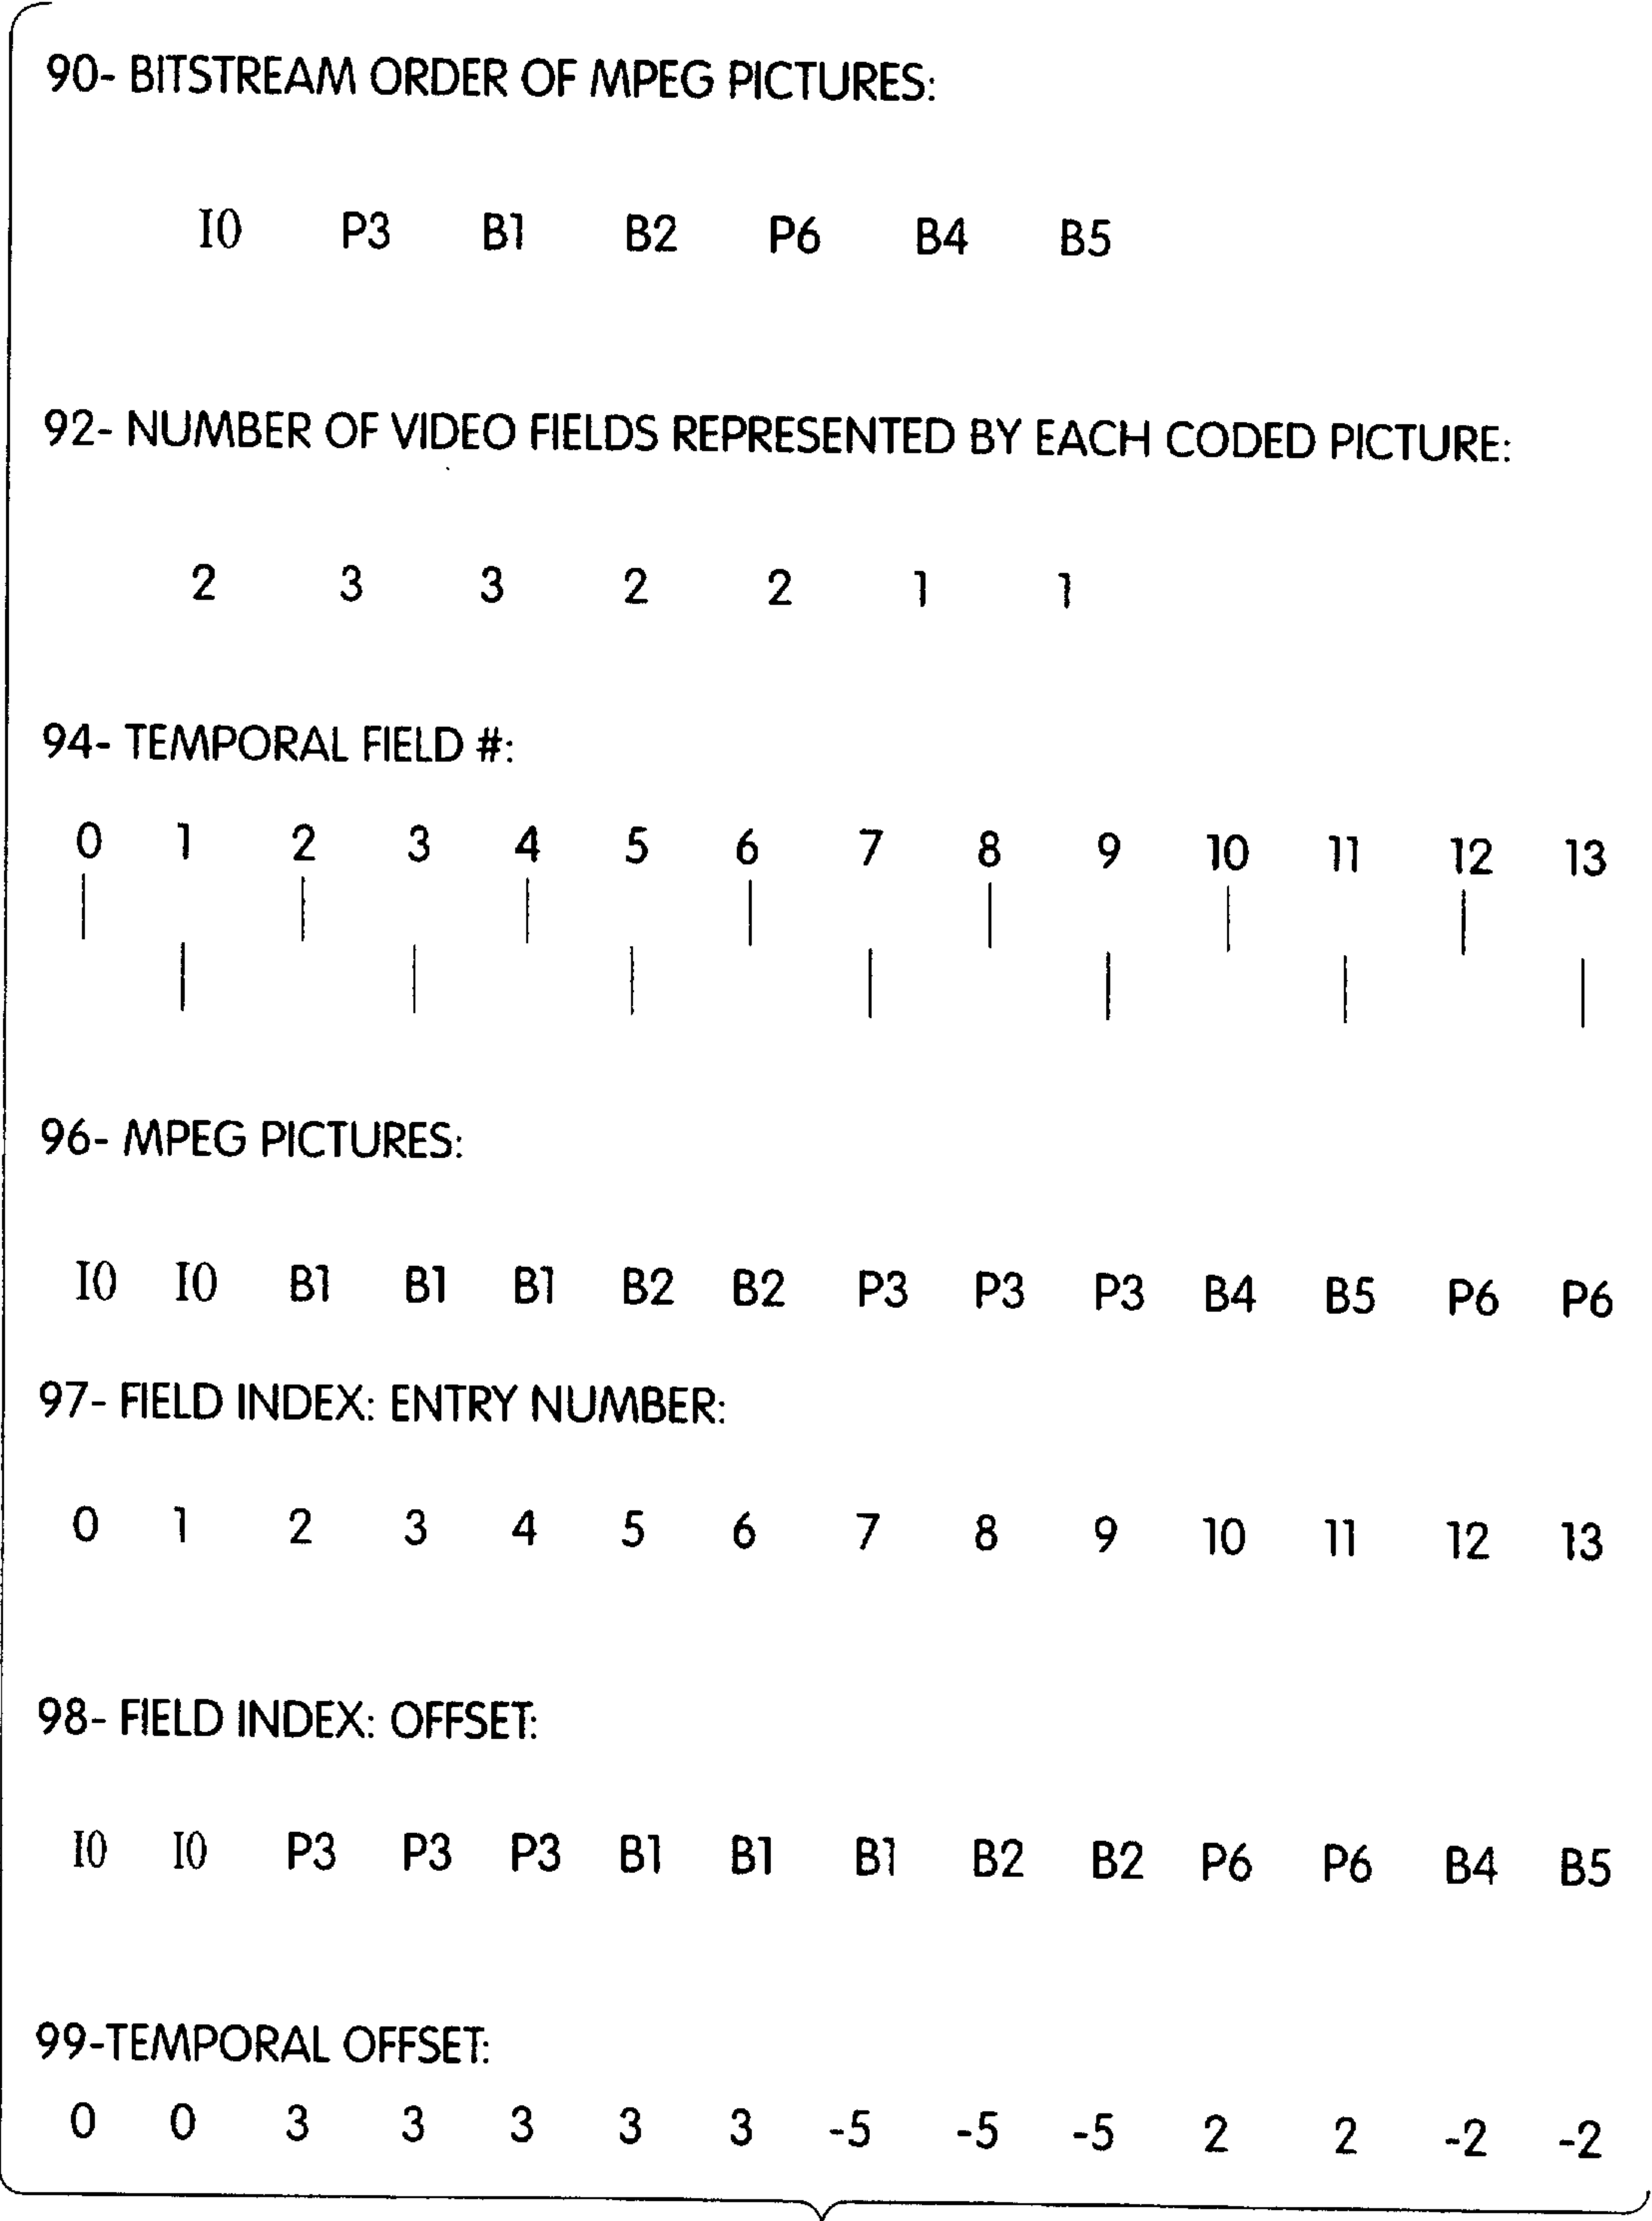 90- BITSTREAM ORDER OF MPEG PICTURES:
I0 P3 B1 B2 P6 B4 B5
92- NUMBER OF VIDEO FIELDS REPRESENTED BY EACH CODED PICTURE:
2 3 3 2 2 1 1
94- TEMPORAL FIELD #:
0 1 2 3 4 5 6 7 8 9 10 11 12 13
96- MPEG PICTURES:
I0 I0 B1 B1 B1 B2 B2 P3 P3 P3 B4 B5 P6 P6
97- FIELD INDEX: ENTRY NUMBER:
0 1 2 3 4 5 6 7 8 9 10 11 12 13
98- FIELD INDEX: OFFSET:
I0 I0 P3 P3 P3 B1 B1 B1 B2 B2 P6 P6 B4 B5
99-TEMPORAL OFFSET:
0 0 3 3 3 3 3 -5 -5 -5 2 2 -2 -2